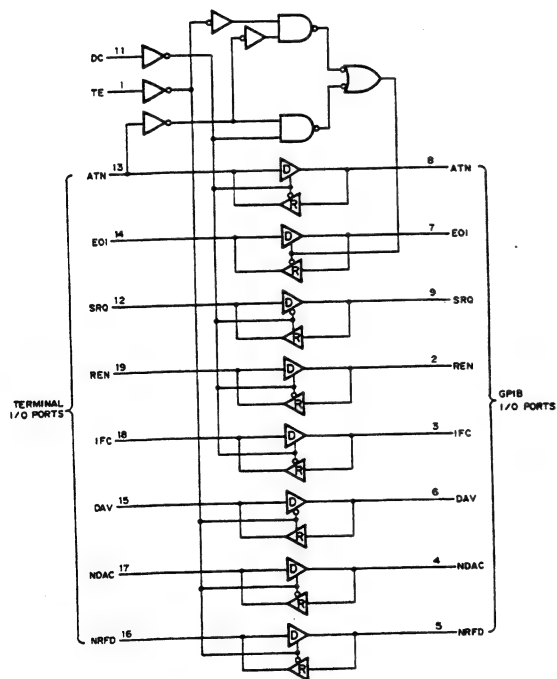 DC 11
TE 1
ATN 13 D 8 ATN
R
EOI 14 D 7 EOI
R
SRQ 12 D 9 SRQ
R
REN 19 D 2 REN
R
TERMINAL I/O PORTS
GPIB I/O PORTS
IFC 18 D 3 IFC
R
DAV 15 D 6 DAV
R
NDAC 17 D 4 NDAC
R
NRFD 16 D 5 NRFD
R